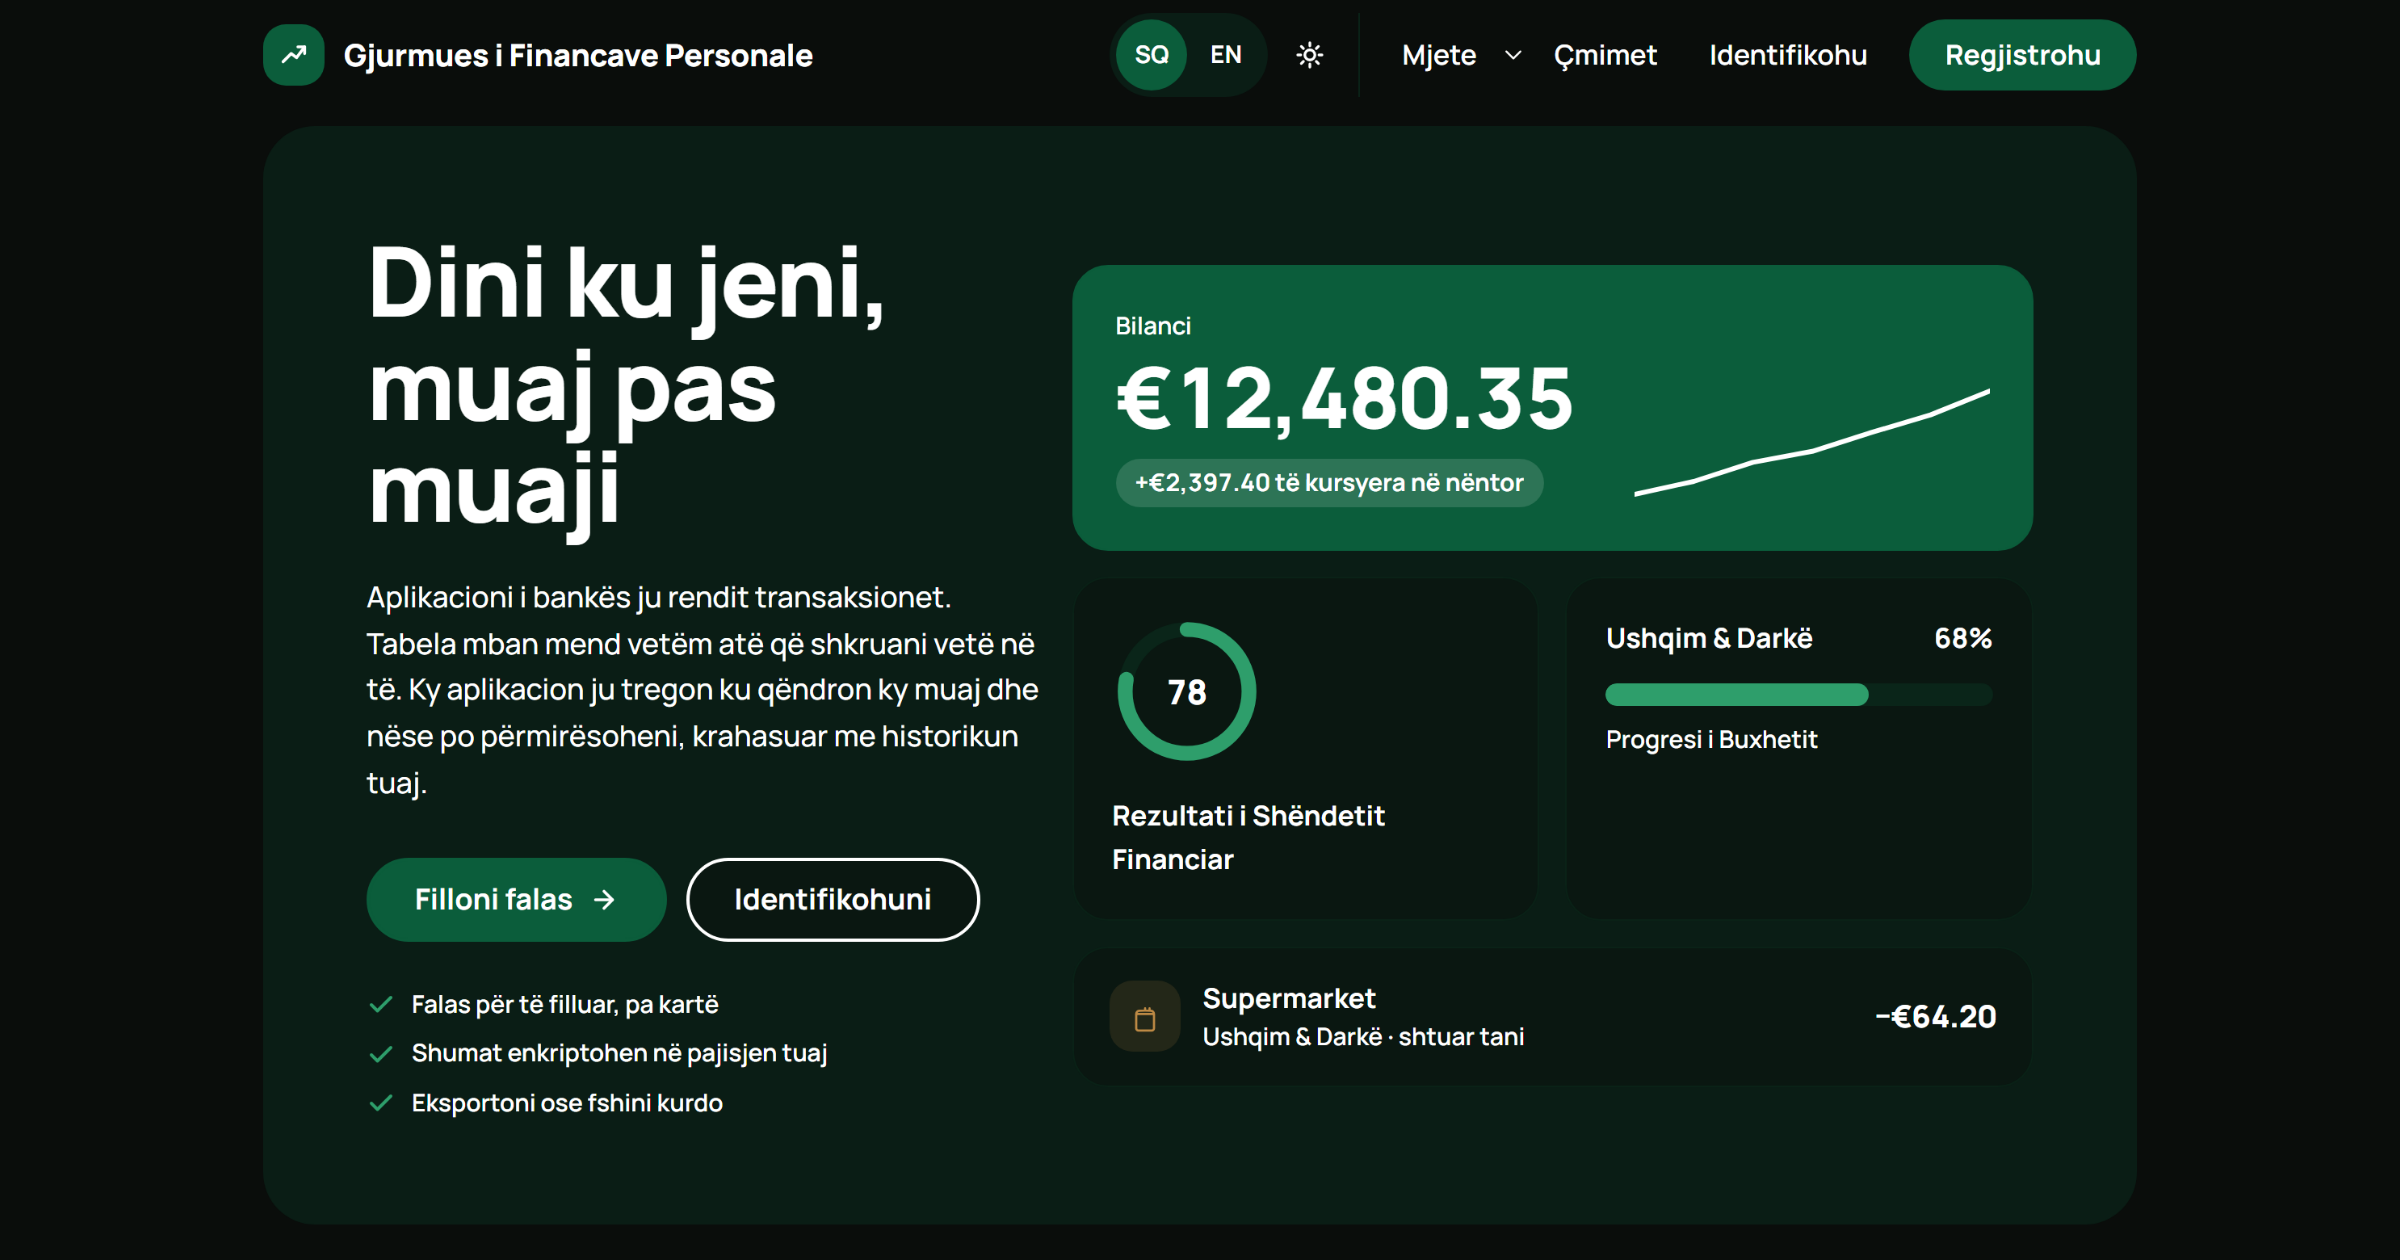 Gjurmues i Financave Personale
SQ EN
Mjete
Çmimet
Identifikohu
Regjistrohu
Dini ku jeni,
muaj pas
muaji
Aplikacioni i bankës ju rendit transaksionet.
Tabela mban mend vetëm atë që shkruani vetë në
të. Ky aplikacion ju tregon ku qëndron ky muaj dhe
nëse po përmirësoheni, krahasuar me historikun
tuaj.
Filloni falas →
Identifikohuni
Falas për të filluar, pa kartë
Shumat enkriptohen në pajisjen tuaj
Eksportoni ose fshini kurdo
Bilanci
€12,480.35
+€2,397.40 të kursyera në nëntor
78
Rezultati i Shëndetit
Financiar
Ushqim & Darkë 68%
Progresi i Buxhetit
Supermarket
Ushqim & Darkë · shtuar tani
−€64.20